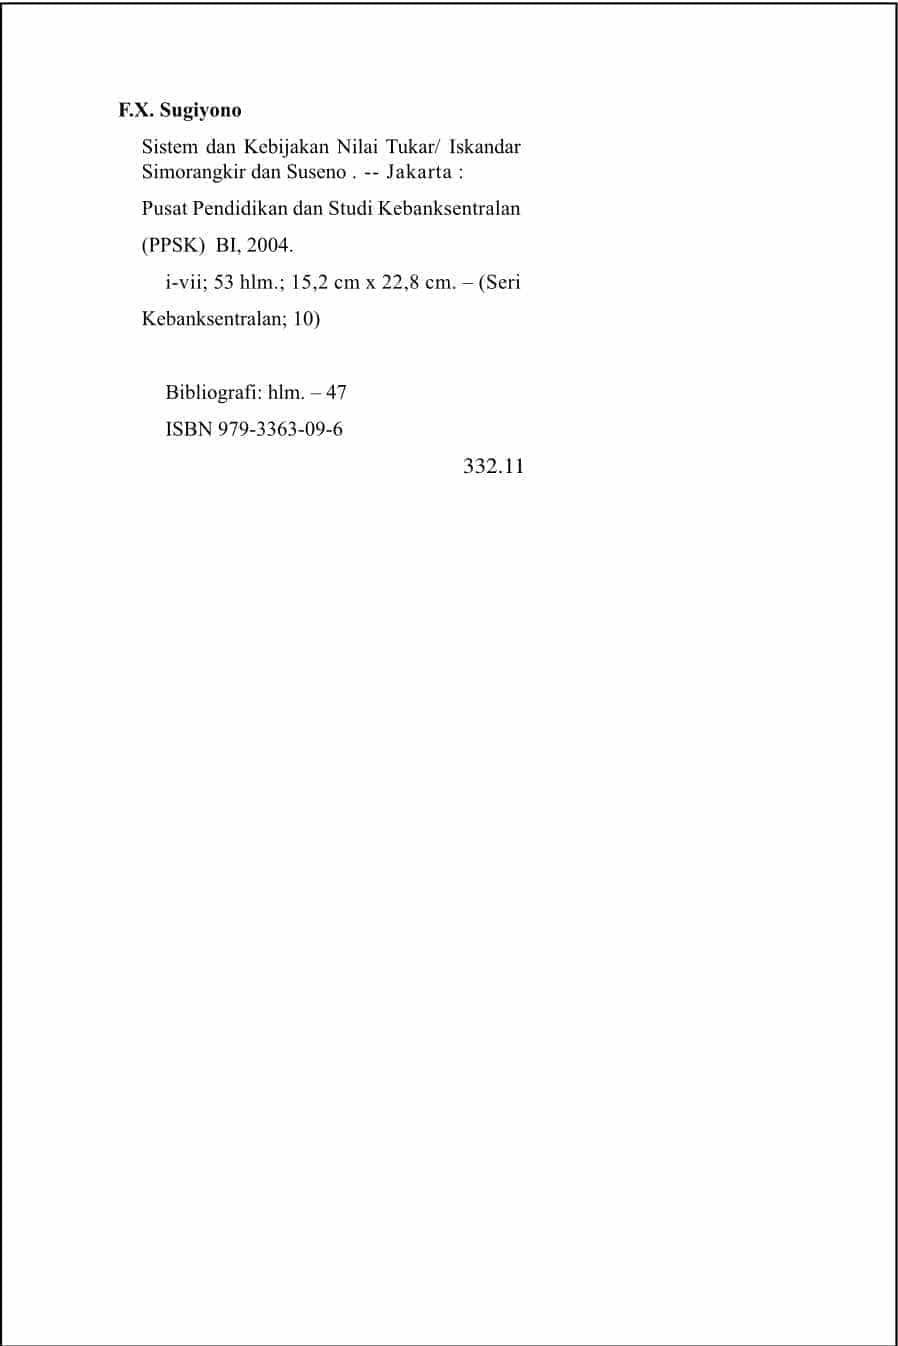 F.X. Sugiyono
Sistem dan Kebijakan Nilai Tukar/ Iskandar
Simorangkir dan Suseno . -- Jakarta :
Pusat Pendidikan dan Studi Kebanksentralan
(PPSK) BI, 2004.
i-vii; 53 hlm.; 15,2 cm x 22,8 cm. – (Seri
Kebanksentralan; 10)
Bibliografi: hlm. – 47
ISBN 979-3363-09-6
332.11